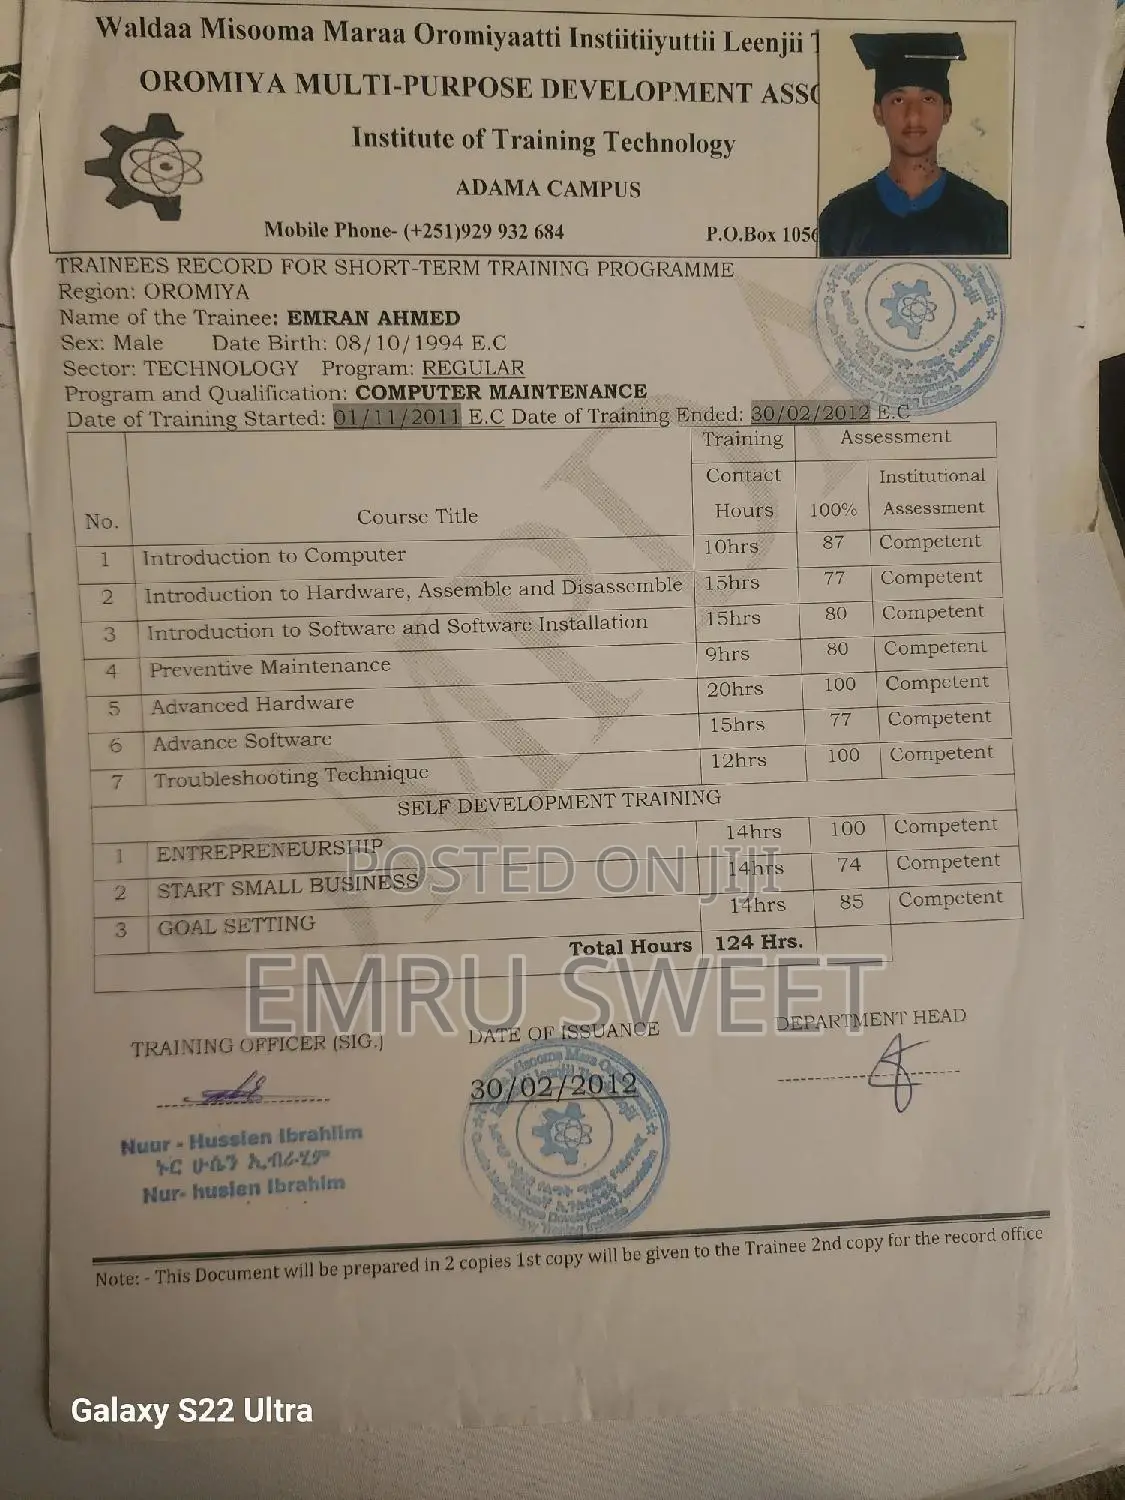 Waldaa Misooma Maraa Oromiyaatti Instiitiiyuttii Leenjii
OROMIYA MULTI-PURPOSE DEVELOPMENT
Institute of Training Technology
ADAMA CAMPUS
Mobile Phone- (+251)929 932 684 P.O.Box 1056
TRAINEES RECORD FOR SHORT-TERM TRAINING PROGRAMME
Region: OROMIYA
Name of the Trainee: EMRAN AHMED
Sex: Male Date Birth: 08/10/1994 E.C
Sector: TECHNOLOGY Program: REGULAR
Program and Qualification: COMPUTER MAINTENANCE
Date of Training Started: 01/11/2011 E.C Date of Training Ended: 30/02/2012 E.C
No. Course Title Training Contact Hours Assessment 100% Institutional Assessment
1 Introduction to Computer 10hrs 87 Competent
2 Introduction to Hardware, Assemble and Disassemble 15hrs 77 Competent
3 Introduction to Software and Software Installation 15hrs 80 Competent
4 Preventive Maintenance 9hrs 80 Competent
5 Advanced Hardware 20hrs 100 Competent
6 Advance Software 15hrs 77 Competent
7 Troubleshooting Technique 12hrs 100 Competent
SELF DEVELOPMENT TRAINING
1 ENTREPRENEURSHIP 14hrs 100 Competent
2 START SMALL BUSINESS 14hrs 74 Competent
3 GOAL SETTING 14hrs 85 Competent
Total Hours 124 Hrs.
POSTED ON JIJI
EMRU SWEET
TRAINING OFFICER (SIG.) DATE OF ISSUANCE DEPARTMENT HEAD
30/02/2012
Nuur - Hussien Ibrahiim
ኑር ሁሴን ኢብራሂም
Nur- husien Ibrahim
Note: - This Document will be prepared in 2 copies 1st copy will be given to the Trainee 2nd copy for the record office
Galaxy S22 Ultra